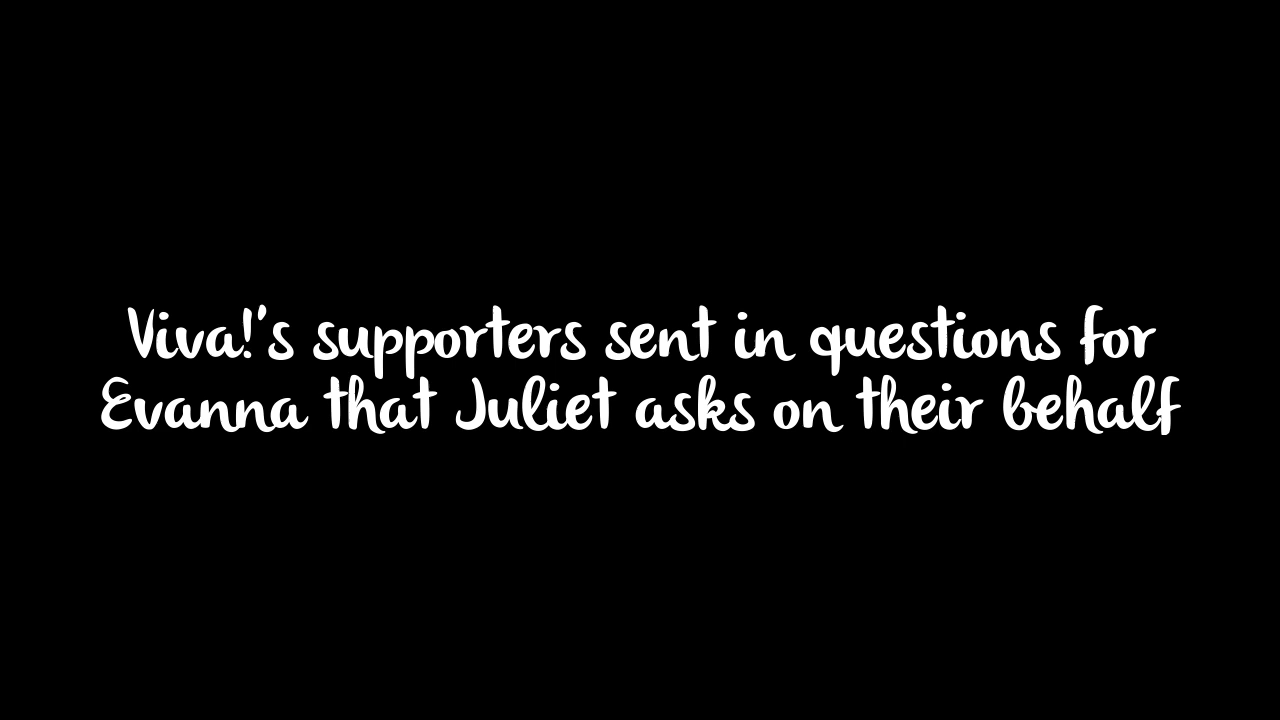 Viva!'s supporters sent in questions for
Evanna that Juliet asks on their behalf